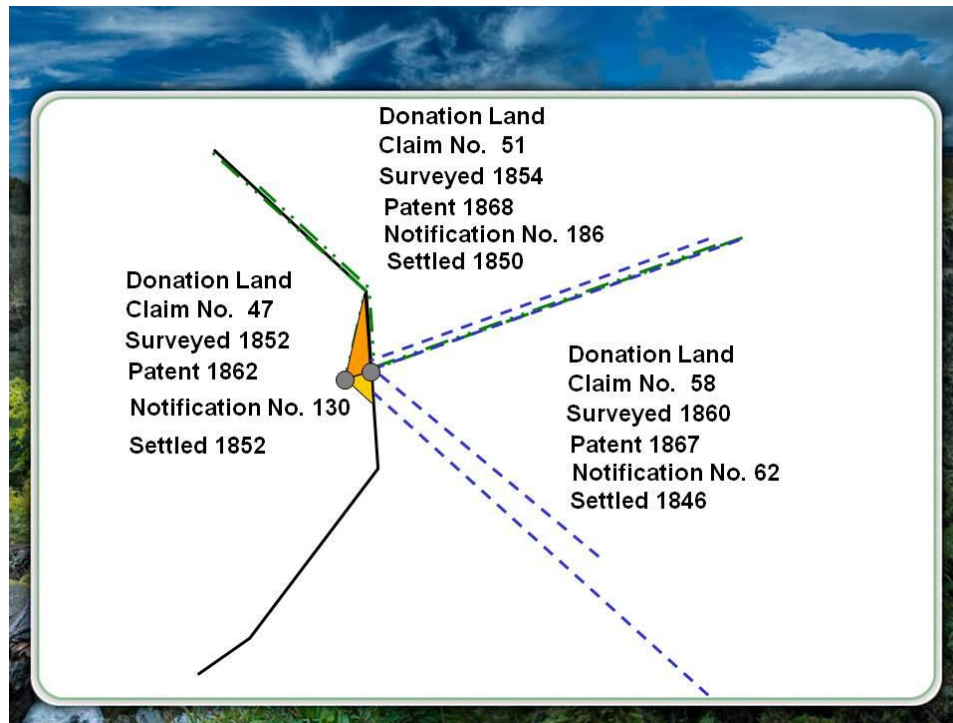 Donation Land
Claim No. 51
Surveyed 1854
Patent 1868
Notification No. 186
Settled 1850
Donation Land
Claim No. 47
Surveyed 1852
Patent 1862
Notification No. 130
Settled 1852
Donation Land
Claim No. 58
Surveyed 1860
Patent 1867
Notification No. 62
Settled 1846